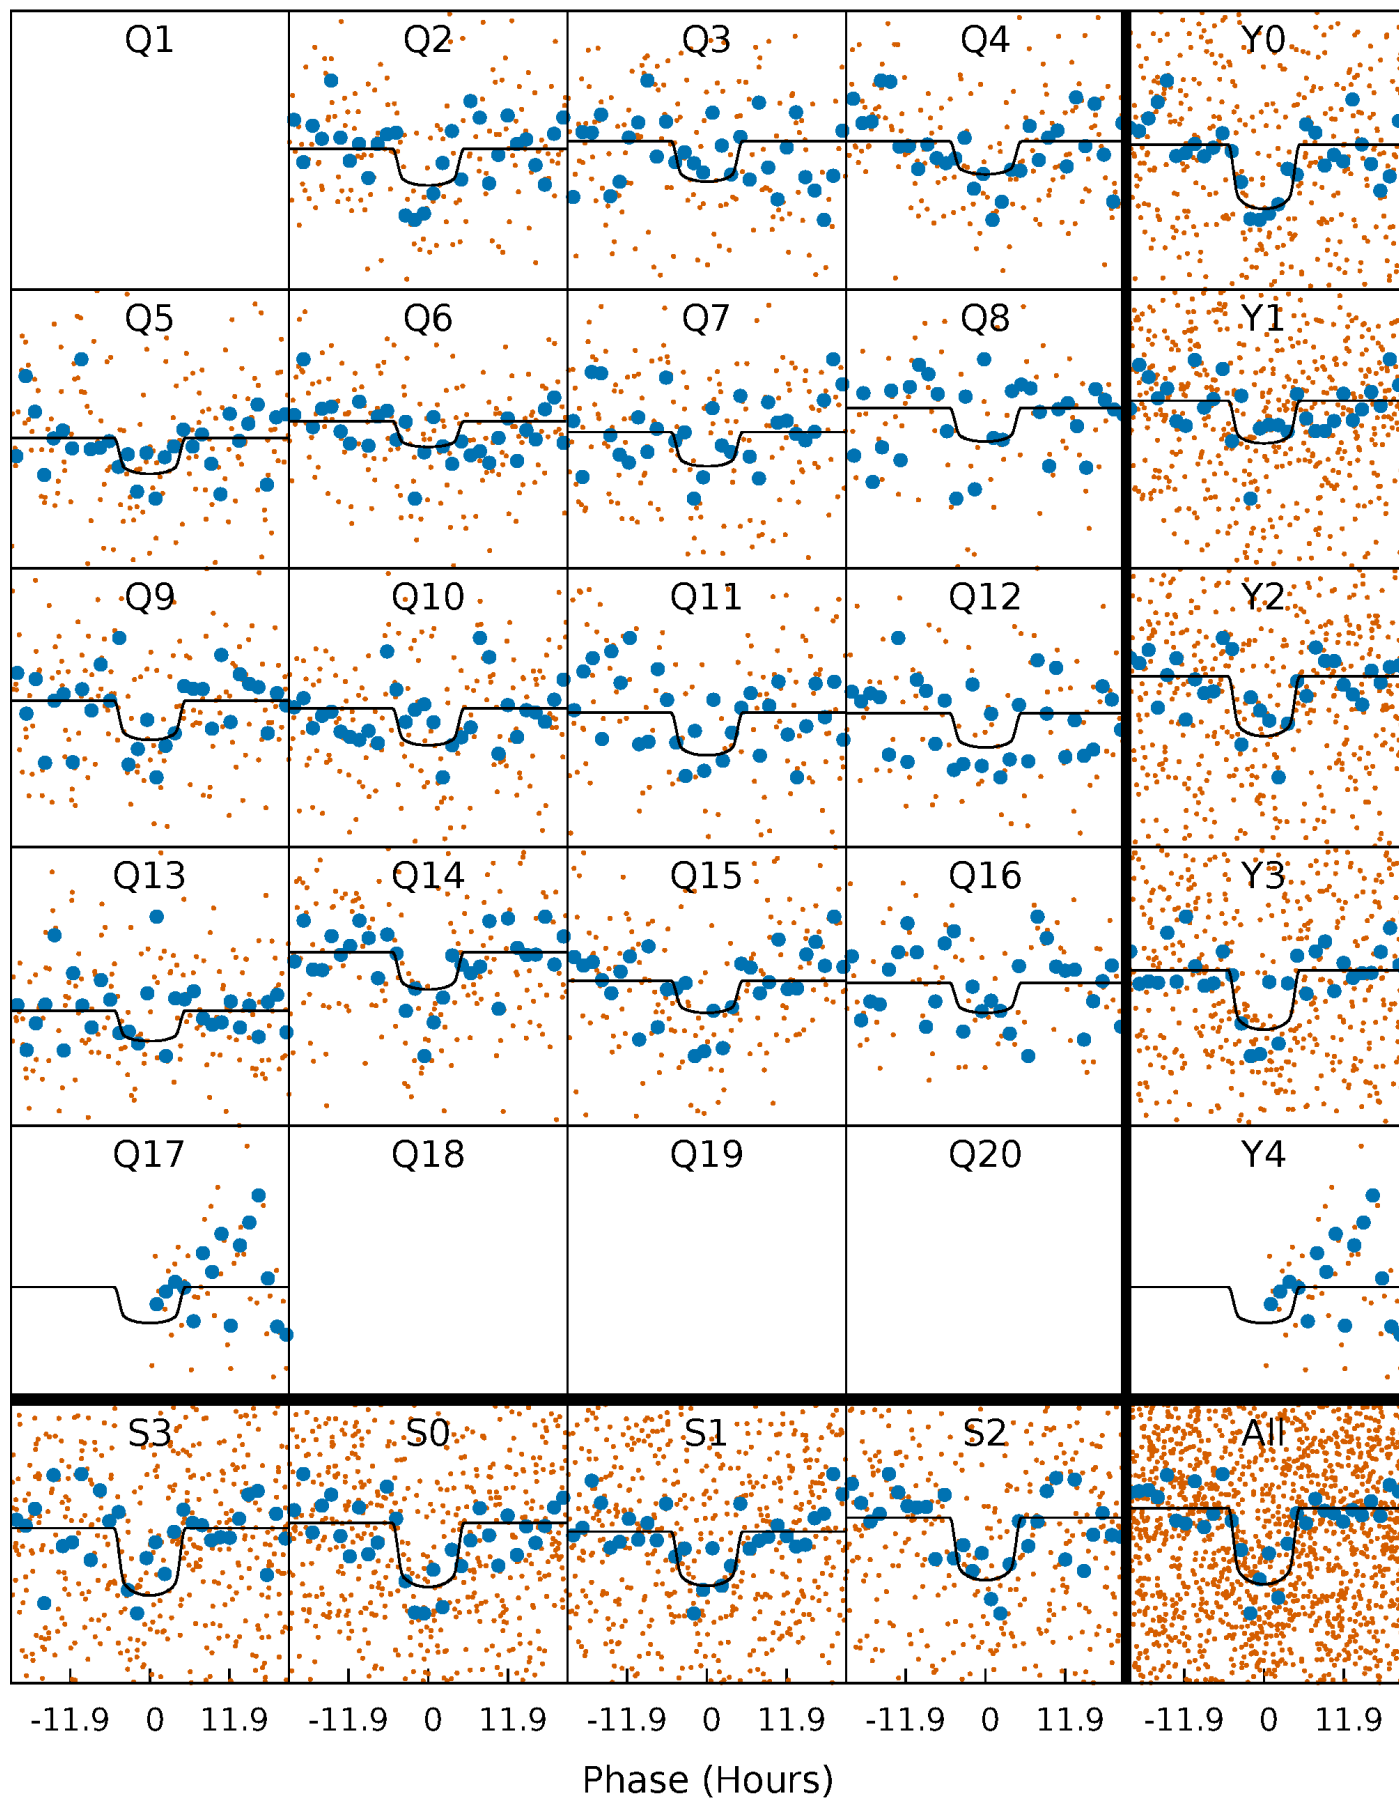 Q1 Q2 Q3 Q4 Y0
Q5 Q6 Q7 Q8 Y1
Q9 Q10 Q11 Q12 Y2
Q13 Q14 Q15 Q16 Y3
Q17 Q18 Q19 Q20 Y4
S3 S0 S1 S2 All
-11.9 0 11.9 -11.9 0 11.9 -11.9 0 11.9 -11.9 0 11.9 -11.9 0 11.9
Phase (Hours)